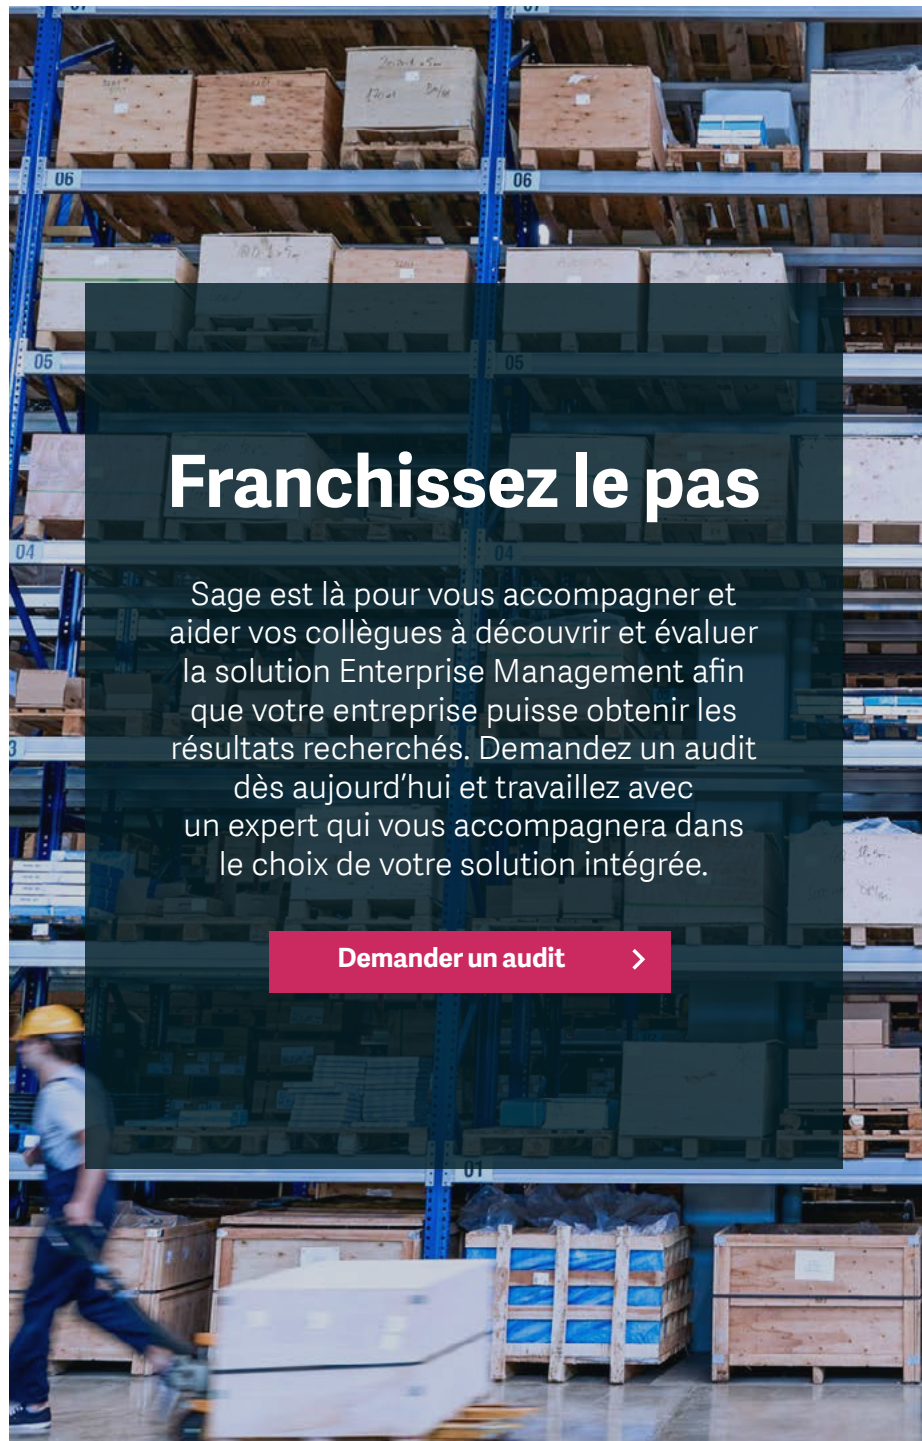 07
07
06
06
05
05
Franchissez le pas
04
04
Sage est là pour vous accompagner et
aider vos collègues à découvrir et évaluer
la solution Enterprise Management afin
que votre entreprise puisse obtenir les
résultats recherchés. Demandez un audit
dès aujourd’hui et travaillez avec
un expert qui vous accompagnera dans
le choix de votre solution intégrée.
Demander un audit
01